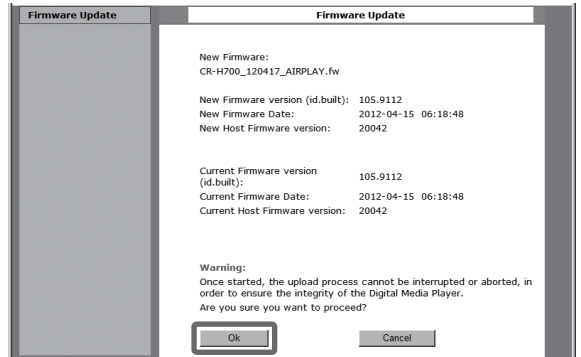 Firmware Update
Firmware Update
New Firmware:
CR-H700_120417_AIRPLAY.fw
New Firmware version (id.built): 105.9112
New Firmware Date: 2012-04-15 06:18:48
New Host Firmware version: 20042
Current Firmware version
(id.built): 105.9112
Current Firmware Date: 2012-04-15 06:18:48
Current Host Firmware version: 20042
Warning:
Once started, the upload process cannot be interrupted or aborted, in
order to ensure the integrity of the Digital Media Player.
Are you sure you want to proceed?
Ok Cancel